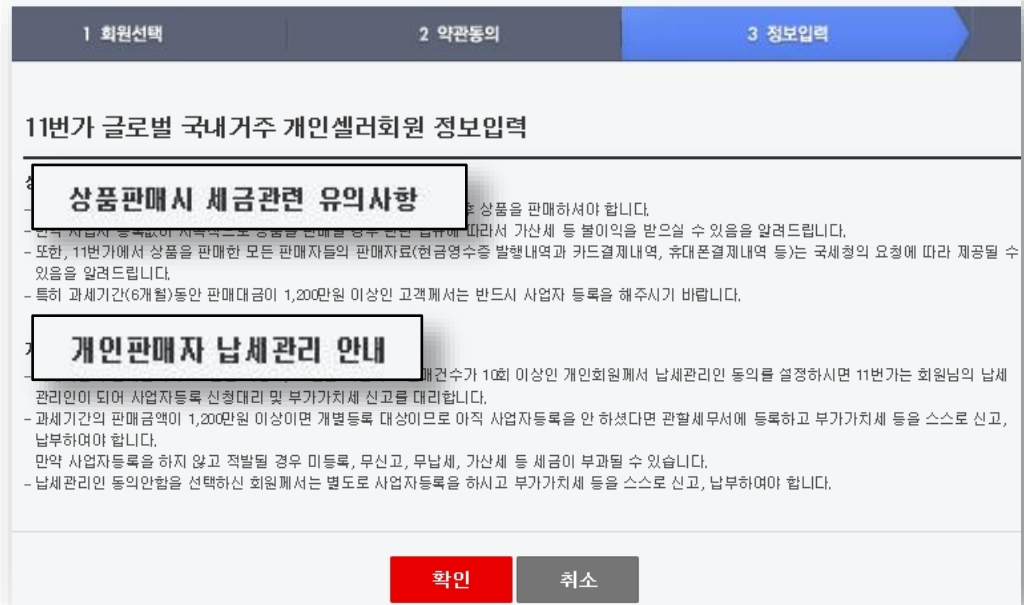 1 회원선택
2 약관동의
3 정보입력
11번가 글로벌 국내거주 개인셀러회원 정보입력
상품판매시 세금관련 유의사항
- 후 상품을 판매하셔야 합니다.
- 따라서 가산세 등 불이익을 받으실 수 있음을 알려드립니다.
- 또한, 11번가에서 상품을 판매한 모든 판매자들의 판매자료(현금영수증 발행내역과 카드결제내역, 휴대폰결제내역 등)는 국세청의 요청에 따라 제공될 수
있음을 알려드립니다.
- 특히 과세기간(6개월)동안 판매대금이 1,200만원 이상인 고객께서는 반드시 사업자 등록을 해주시기 바랍니다.
개인판매자 납세관리 안내
- 매건수가 10회 이상인 개인회원께서 납세관리인 동의를 설정하시면 11번가는 회원님의 납세
관리인이 되어 사업자등록 신청대리 및 부가가치세 신고를 대리합니다.
- 과세기간의 판매금액이 1,200만원 이상이면 개별등록 대상이므로 아직 사업자등록을 안 하셨다면 관할세무서에 등록하고 부가가치세 등을 스스로 신고,
납부하여야 합니다.
만약 사업자등록을 하지 않고 적발될 경우 미등록, 무신고, 무납세, 가산세 등 세금이 부과될 수 있습니다.
- 납세관리인 동의안함을 선택하신 회원께서는 별도로 사업자등록을 하시고 부가가치세 등을 스스로 신고, 납부하여야 합니다.
확인
취소